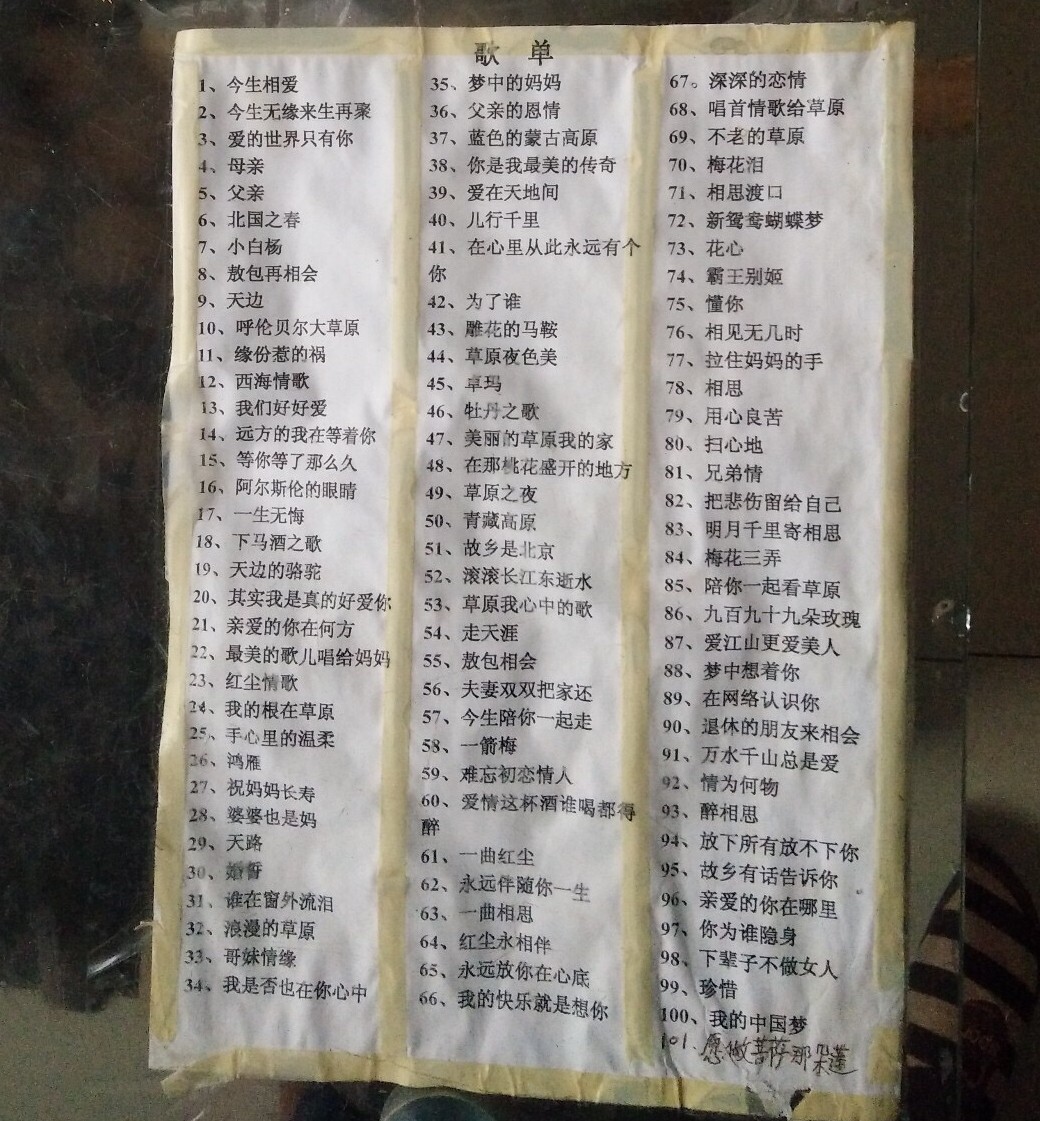 歌 单
1、今生相爱
2、今生无缘来生再聚
3、爱的世界只有你
4、母亲
5、父亲
6、北国之春
7、小白杨
8、敖包再相会
9、天边
10、呼伦贝尔大草原
11、缘份惹的祸
12、西海情歌
13、我们好好爱
14、远方的我在等着你
15、等你等了那么久
16、阿尔斯伦的眼睛
17、一生无悔
18、下马酒之歌
19、天边的骆驼
20、其实我是真的好爱你
21、亲爱的你在何方
22、最美的歌儿唱给妈妈
23、红尘情歌
24、我的根在草原
25、手心里的温柔
26、鸿雁
27、祝妈妈长寿
28、婆婆也是妈
29、天路
30、婚誓
31、谁在窗外流泪
32、浪漫的草原
33、哥妹情缘
34、我是否也在你心中
35、梦中的妈妈
36、父亲的恩情
37、蓝色的蒙古高原
38、你是我最美的传奇
39、爱在天地间
40、儿行千里
41、在心里从此永远有个
你
42、为了谁
43、雕花的马鞍
44、草原夜色美
45、卓玛
46、牡丹之歌
47、美丽的草原我的家
48、在那桃花盛开的地方
49、草原之夜
50、青藏高原
51、故乡是北京
52、滚滚长江东逝水
53、草原我心中的歌
54、走天涯
55、敖包相会
56、夫妻双双把家还
57、今生陪你一起走
58、一箭梅
59、难忘初恋情人
60、爱情这杯酒谁喝都得
醉
61、一曲红尘
62、永远伴随你一生
63、一曲相思
64、红尘永相伴
65、永远放你在心底
66、我的快乐就是想你
67。深深的恋情
68、唱首情歌给草原
69、不老的草原
70、梅花泪
71、相思渡口
72、新鸳鸯蝴蝶梦
73、花心
74、霸王别姬
75、懂你
76、相见无几时
77、拉住妈妈的手
78、相思
79、用心良苦
80、扫心地
81、兄弟情
82、把悲伤留给自己
83、明月千里寄相思
84、梅花三弄
85、陪你一起看草原
86、九百九十九朵玫瑰
87、爱江山更爱美人
88、梦中想着你
89、在网络认识你
90、退休的朋友来相会
91、万水千山总是爱
92、情为何物
93、醉相思
94、放下所有放不下你
95、故乡有话告诉你
96、亲爱的你在哪里
97、你为谁隐身
98、下辈子不做女人
99、珍惜
100、我的中国梦
101.愿做菩萨那朵莲